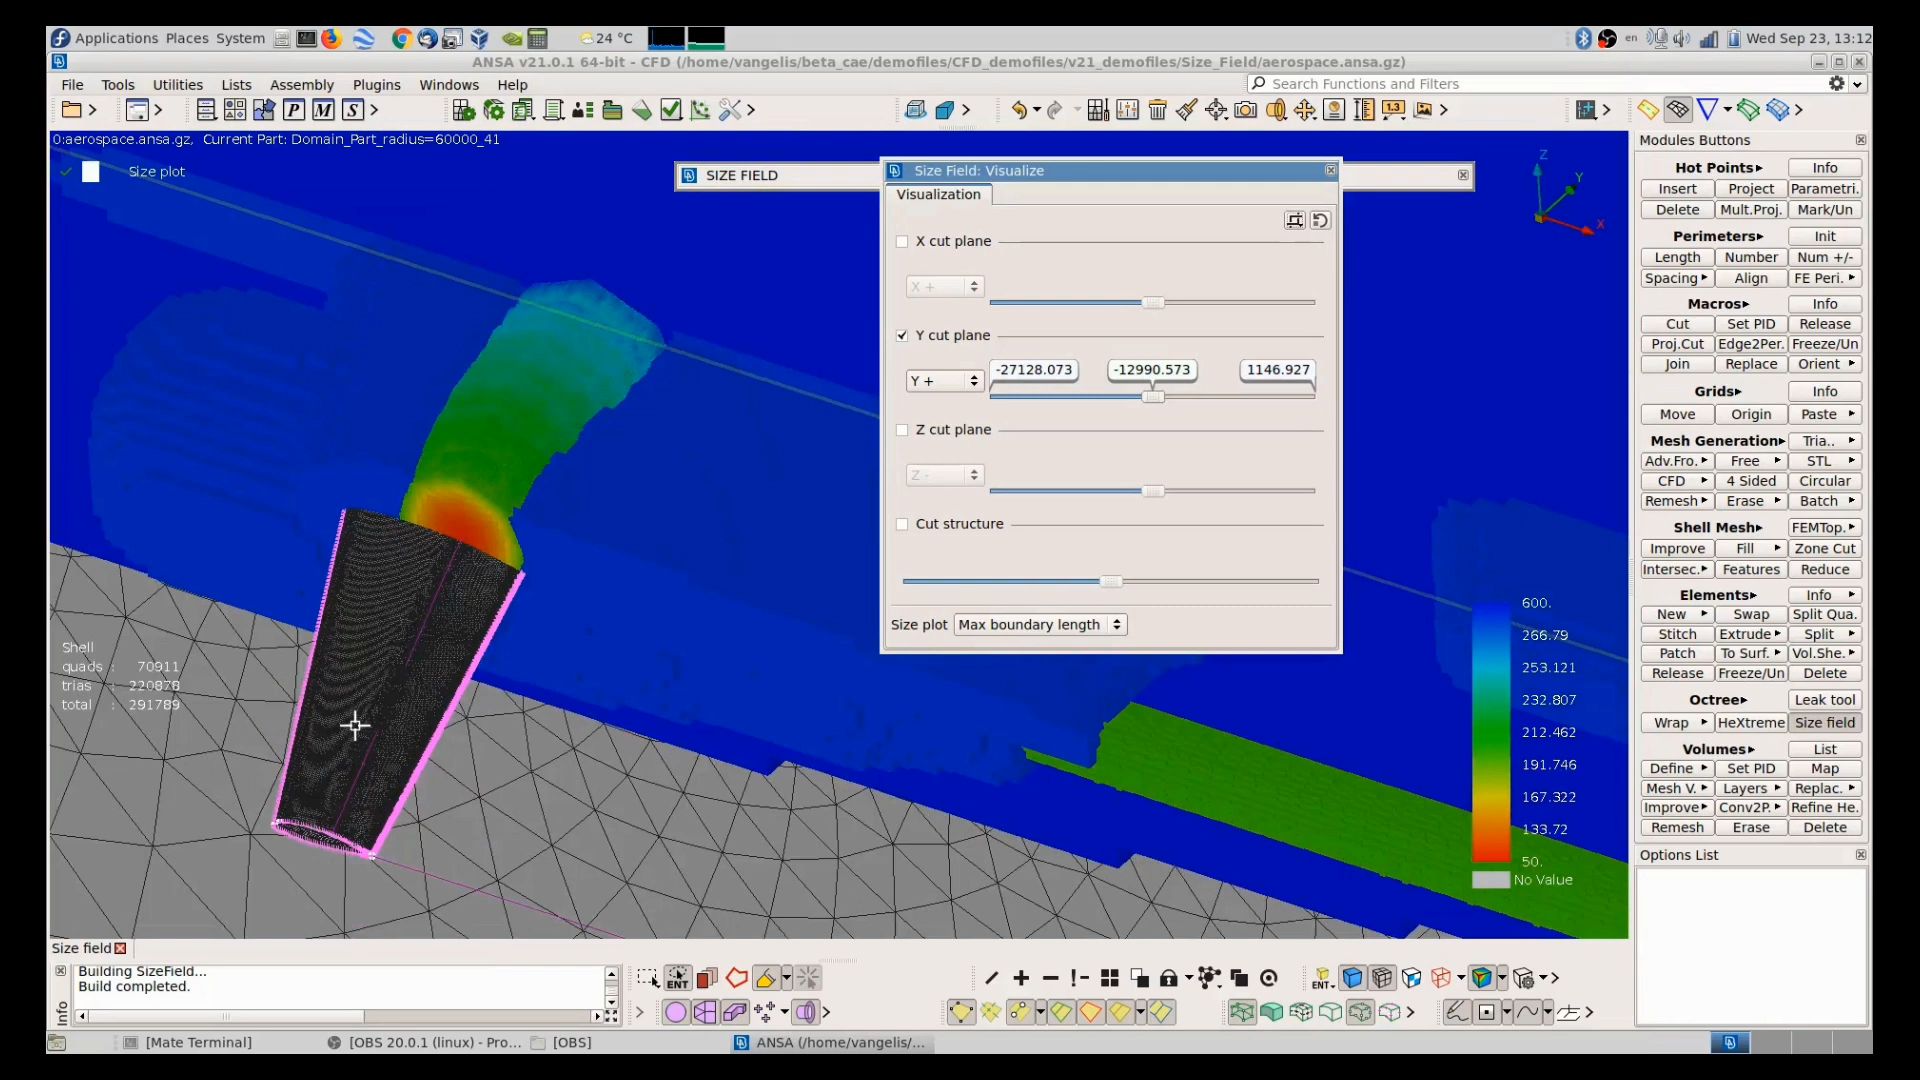 Applications Places System
24 °C
en
Wed Sep 23, 13:12
ANSA v21.0.1 64-bit - CFD (/home/vangelis/beta_cae/demofiles/CFD_demofiles/v21_demofiles/Size_Field/aerospace.ansa.gz)
File Tools Utilities Lists Assembly Plugins Windows Help
Search Functions and Filters
P M S
1.3
0:aerospace.ansa.gz, Current Part: Domain_Part_radius=60000_41
Size plot
SIZE FIELD
Size Field: Visualize
Visualization
X cut plane
X +
Y cut plane
Y +
-27128.073
-12990.573
1146.927
Z cut plane
Z -
Cut structure
Size plot Max boundary length
Z
Y
X
Shell
quads : 70911
trias : 220878
total : 291789
600.
266.79
253.121
232.807
212.462
191.746
167.322
133.72
50.
No Value
Modules Buttons
Hot Points Info
Insert Project Parametri.
Delete Mult.Proj. Mark/Un
Perimeters Init
Length Number Num +/-
Spacing Align FE Peri.
Macros Info
Cut Set PID Release
Proj.Cut Edge2Per. Freeze/Un
Join Replace Orient
Grids Info
Move Origin Paste
Mesh Generation Tria..
Adv.Fro. Free STL
CFD 4 Sided Circular
Remesh Erase Batch
Shell Mesh FEMTop.
Improve Fill Zone Cut
Intersec. Features Reduce
Elements Info
New Swap Split Qua.
Stitch Extrude Split
Patch To Surf. Vol.She.
Release Freeze/Un Delete
Octree Leak tool
Wrap HeXtreme Size field
Volumes List
Define Set PID Map
Mesh V. Layers Replac.
Improve Conv2P. Refine He.
Remesh Erase Delete
Options List
Size field
Building SizeField...
Build completed.
Info
ENT
ENT
[Mate Terminal]
[OBS 20.0.1 (linux) - Pro...
[OBS]
ANSA (/home/vangelis/...